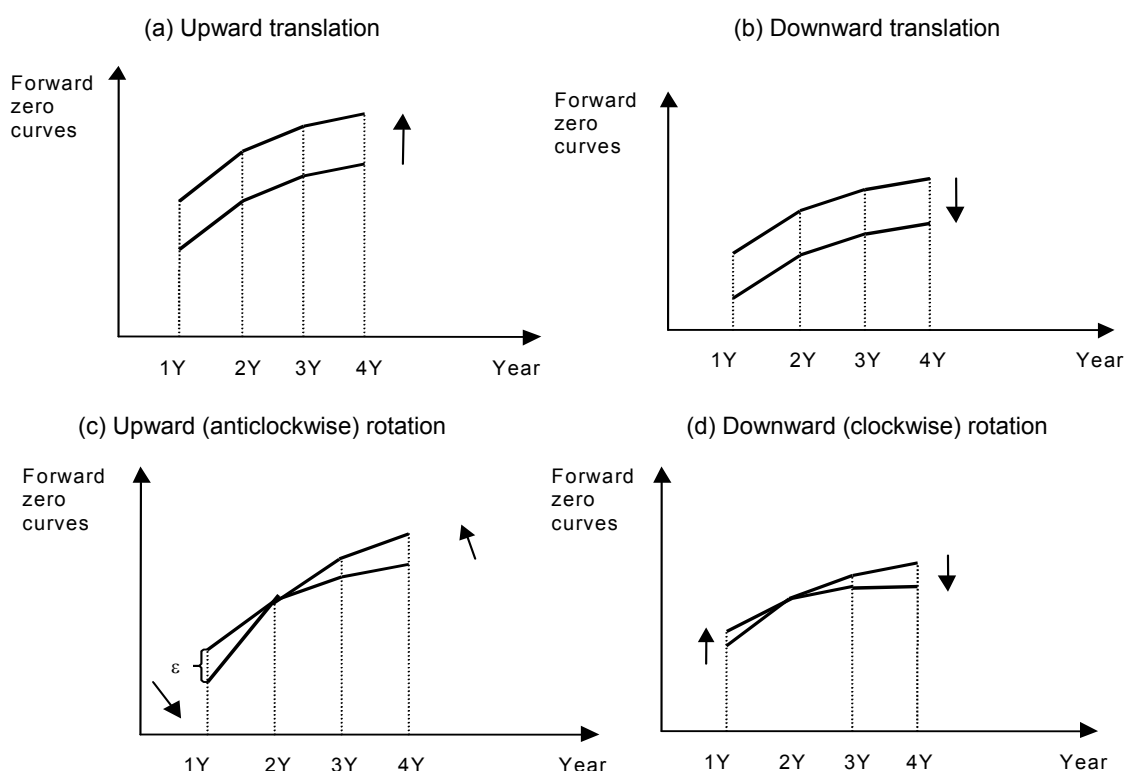 (a) Upward translation
Forward
zero
curves
1Y 2Y 3Y 4Y Year
(b) Downward translation
Forward
zero
curves
1Y 2Y 3Y 4Y Year
(c) Upward (anticlockwise) rotation
Forward
zero
curves
ε
1Y 2Y 3Y 4Y Year
(d) Downward (clockwise) rotation
Forward
zero
curves
1Y 2Y 3Y 4Y Year